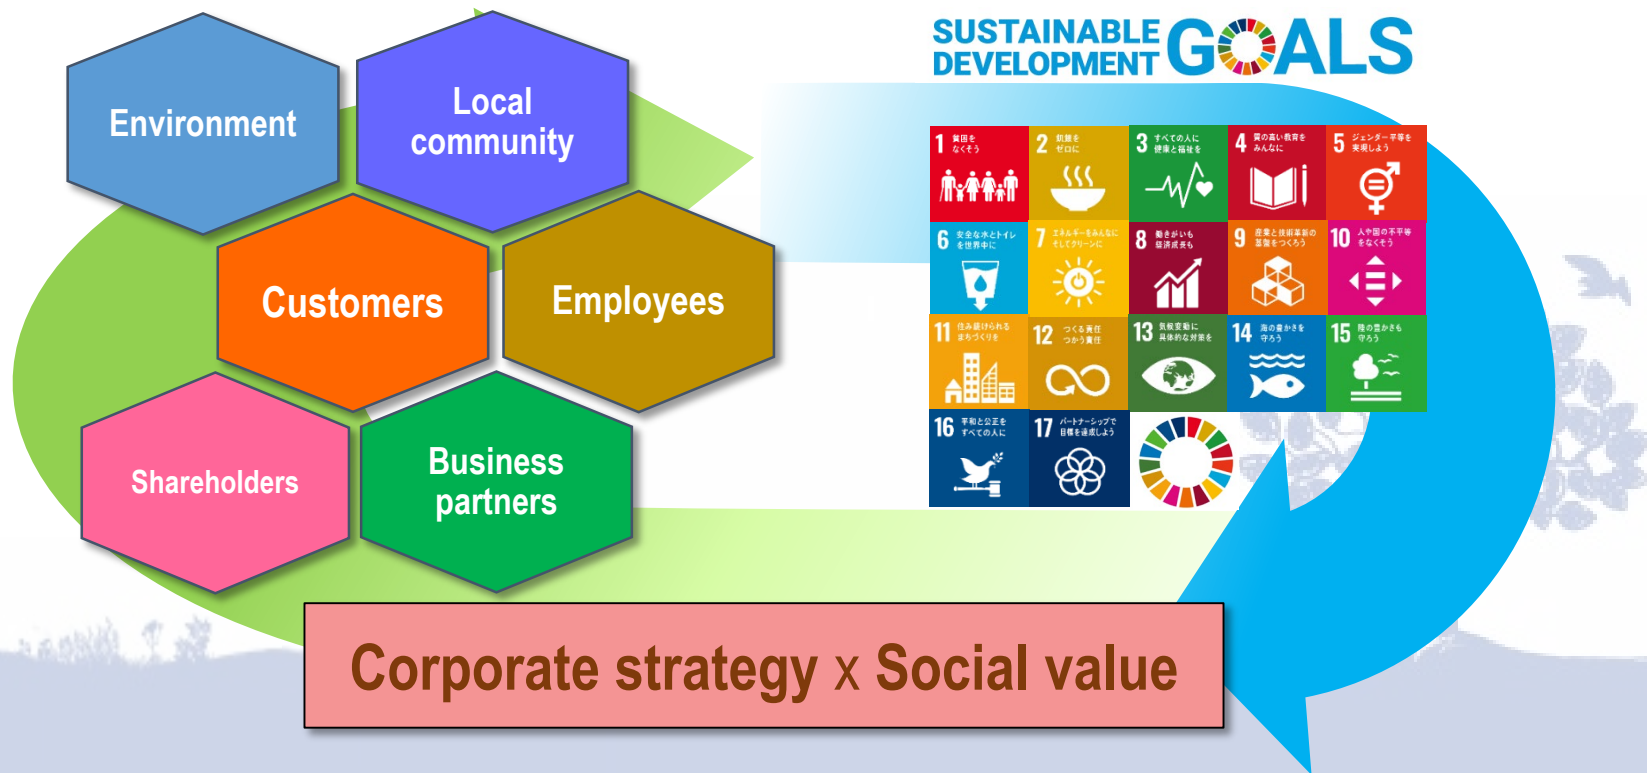 Environment
Local
community
Customers
Employees
Shareholders
Business
partners
SUSTAINABLE
DEVELOPMENT
GOALS
1 貧困を
なくそう
2 飢餓を
ゼロに
3 すべての人に
健康と福祉を
4 質の高い教育を
みんなに
5 ジェンダー平等を
実現しよう
6 安全な水とトイレ
を世界中に
7 エネルギーをみんなに
そしてクリーンに
8 働きがいも
経済成長も
9 産業と技術革新の
基盤をつくろう
10 人や国の不平等
をなくそう
11 住み続けられる
まちづくりを
12 つくる責任
つかう責任
13 気候変動に
具体的な対策を
14 海の豊かさを
守ろう
15 陸の豊かさも
守ろう
16 平和と公正を
すべての人に
17 パートナーシップで
目標を達成しよう
Corporate strategy x Social value